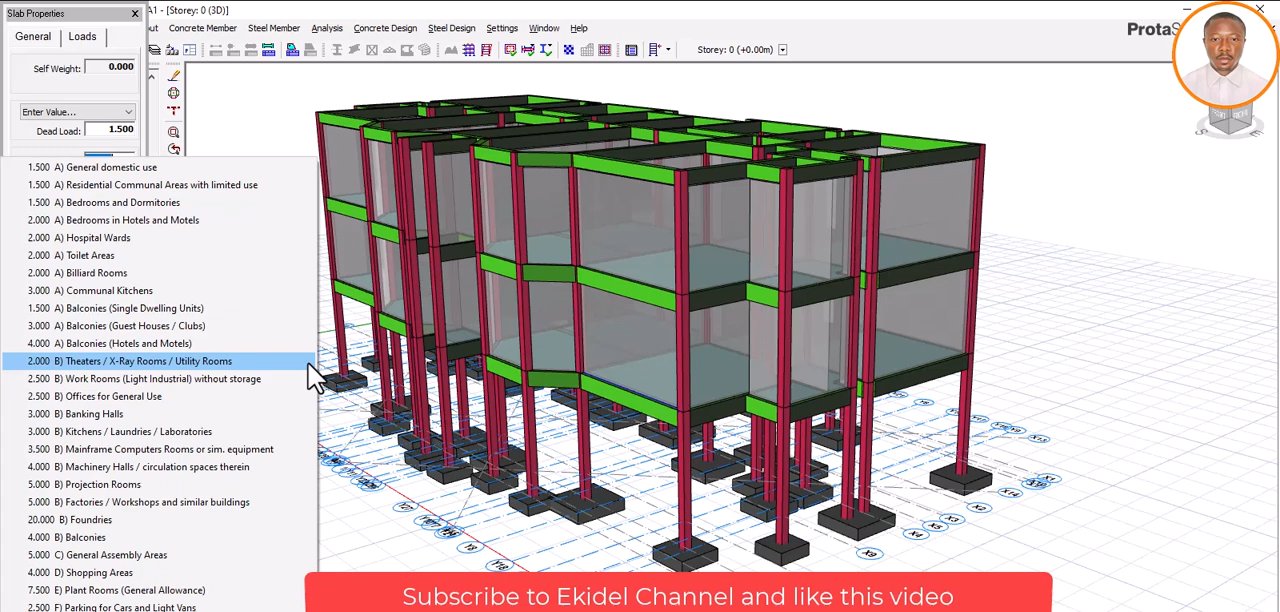 Slab Properties
A1 - [Storey: 0 (3D)]
General Loads
out Concrete Member Steel Member Analysis Concrete Design Steel Design Settings Window Help
ProtaS
Storey: 0 (+0.00m)
Self Weight: 0.000
Enter Value...
Dead Load: 1.500
1.500 A) General domestic use
1.500 A) Residential Communal Areas with limited use
1.500 A) Bedrooms and Dormitories
2.000 A) Bedrooms in Hotels and Motels
2.000 A) Hospital Wards
2.000 A) Toilet Areas
2.000 A) Billiard Rooms
3.000 A) Communal Kitchens
1.500 A) Balconies (Single Dwelling Units)
3.000 A) Balconies (Guest Houses / Clubs)
4.000 A) Balconies (Hotels and Motels)
2.000 B) Theaters / X-Ray Rooms / Utility Rooms
2.500 B) Work Rooms (Light Industrial) without storage
2.500 B) Offices for General Use
3.000 B) Banking Halls
3.000 B) Kitchens / Laundries / Laboratories
3.500 B) Mainframe Computers Rooms or sim. equipment
4.000 B) Machinery Halls / circulation spaces therein
5.000 B) Projection Rooms
5.000 B) Factories / Workshops and similar buildings
20.000 B) Foundries
4.000 B) Balconies
5.000 C) General Assembly Areas
4.000 D) Shopping Areas
7.500 E) Plant Rooms (General Allowance)
2.500 F) Parking for Cars and Light Vans
Subscribe to Ekidel Channel and like this video